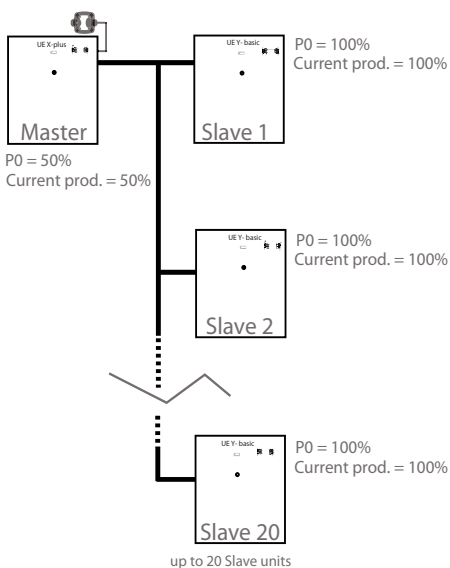 UE X-plus
Master
P0 = 50%
Current prod. = 50%
UE Y- basic
Slave 1
P0 = 100%
Current prod. = 100%
UE Y- basic
Slave 2
P0 = 100%
Current prod. = 100%
UE Y- basic
Slave 20
P0 = 100%
Current prod. = 100%
up to 20 Slave units